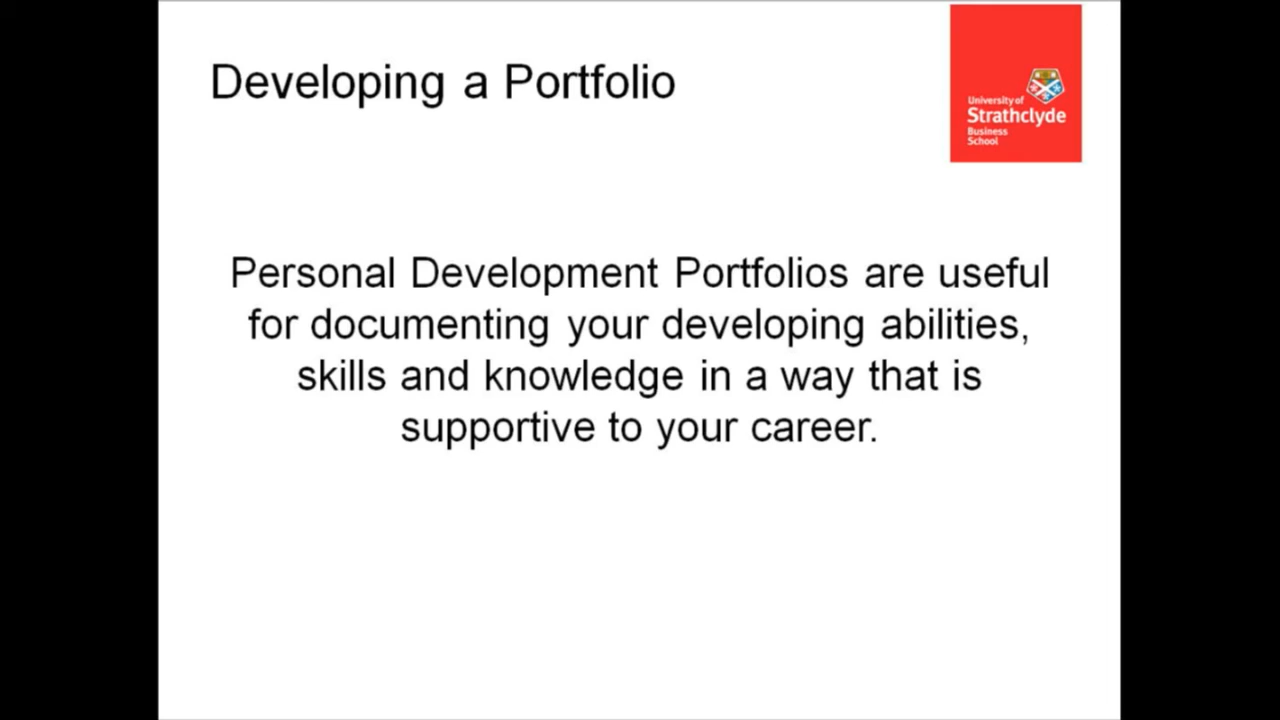 Developing a Portfolio
University of
Strathclyde
Business
School
Personal Development Portfolios are useful
for documenting your developing abilities,
skills and knowledge in a way that is
supportive to your career.